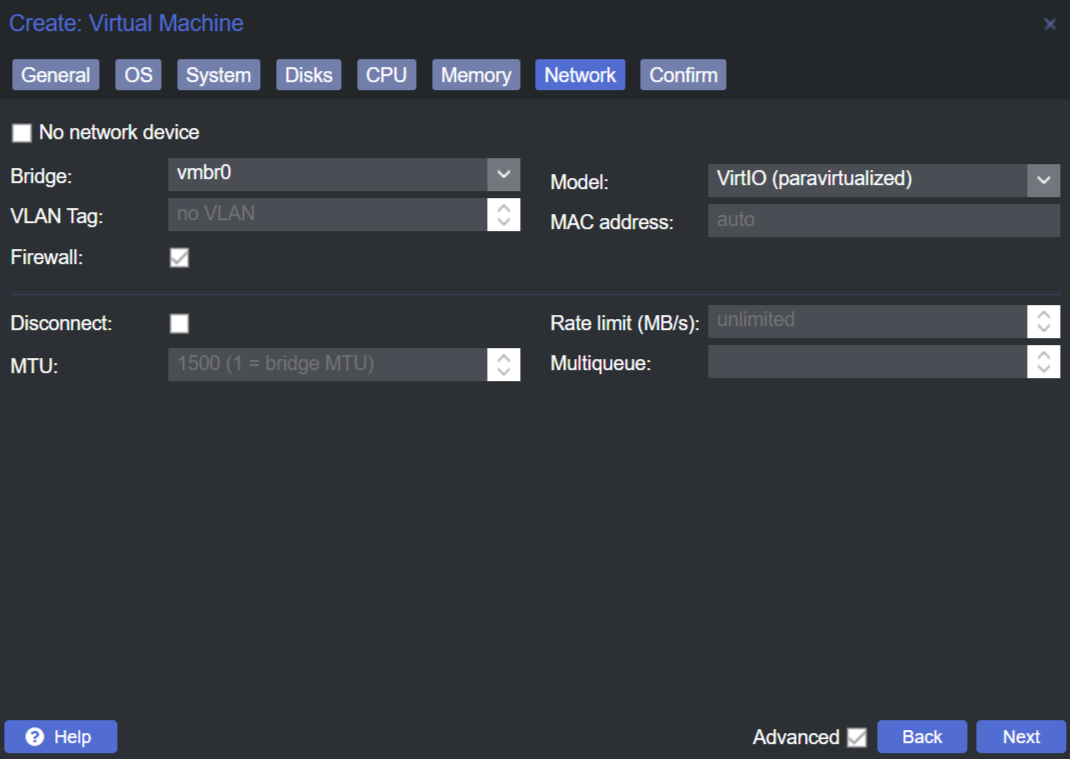 Create: Virtual Machine
General OS System Disks CPU Memory Network Confirm
No network device
Bridge: vmbr0
VLAN Tag: no VLAN
Firewall:
Model: VirtIO (paravirtualized)
MAC address: auto
Disconnect:
MTU: 1500 (1 = bridge MTU)
Rate limit (MB/s): unlimited
Multiqueue:
Help
Advanced Back Next